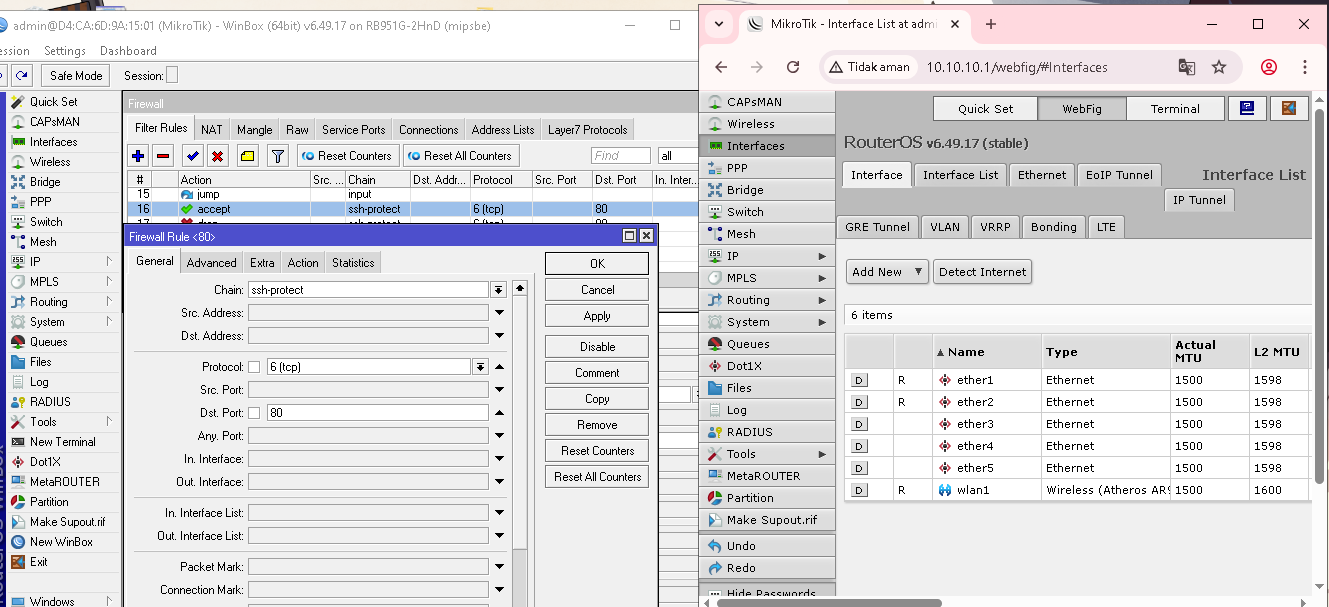 admin@D4:CA:6D:9A:15:01 (MikroTik) - WinBox (64bit) v6.49.17 on RB951G-2HnD (mipsbe)
ession Settings Dashboard
Safe Mode Session:
Quick Set
CAPsMAN
Interfaces
Wireless
Bridge
PPP
Switch
Mesh
IP
MPLS
Routing
System
Queues
Files
Log
RADIUS
Tools
New Terminal
Dot1X
MetaROUTER
Partition
Make Supout.rif
New WinBox
Exit
Windows
Firewall
Filter Rules NAT Mangle Raw Service Ports Connections Address Lists Layer7 Protocols
Reset Counters Reset All Counters Find all
# Action Src. ... Chain Dst. Addr... Protocol Src. Port Dst. Port In. Inter...
15 jump input
16 accept ssh-protect 6 (tcp) 80
Firewall Rule <80>
General Advanced Extra Action Statistics
Chain: ssh-protect
Src. Address:
Dst. Address:
Protocol: 6 (tcp)
Src. Port:
Dst. Port: 80
Any. Port:
In. Interface:
Out. Interface:
In. Interface List:
Out. Interface List:
Packet Mark:
Connection Mark:
OK
Cancel
Apply
Disable
Comment
Copy
Remove
Reset Counters
Reset All Counters
MikroTik - Interface List at admi
Tidak aman 10.10.10.1/webfig/#Interfaces
CAPsMAN
Wireless
Interfaces
PPP
Bridge
Switch
Mesh
IP
MPLS
Routing
System
Queues
Dot1X
Files
Log
RADIUS
Tools
MetaROUTER
Partition
Make Supout.rif
Undo
Redo
Hide Passwords
Quick Set WebFig Terminal
RouterOS v6.49.17 (stable)
Interface Interface List Ethernet EoIP Tunnel Interface List
IP Tunnel
GRE Tunnel VLAN VRRP Bonding LTE
Add New Detect Internet
6 items
Name Type Actual MTU L2 MTU
D R ether1 Ethernet 1500 1598
D R ether2 Ethernet 1500 1598
D ether3 Ethernet 1500 1598
D ether4 Ethernet 1500 1598
D ether5 Ethernet 1500 1598
D R wlan1 Wireless (Atheros AR9 1500 1600